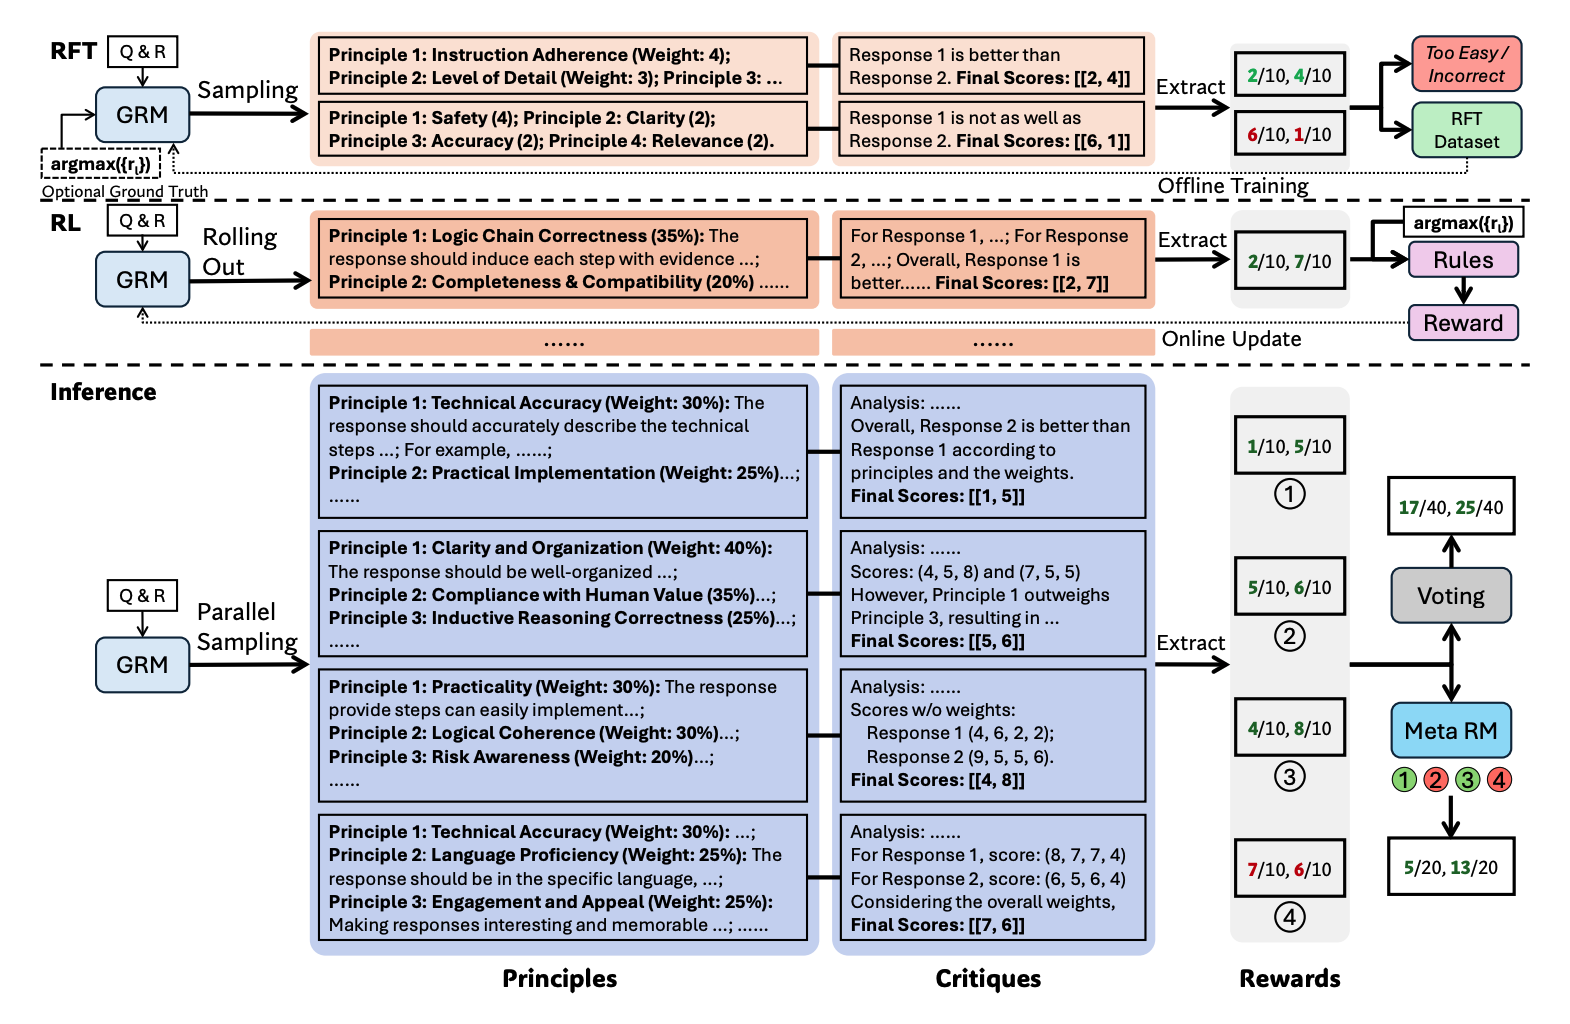 RFT
Q & R
GRM
argmax({rᵢ})
Optional Ground Truth
Sampling
Principle 1: Instruction Adherence (Weight: 4);
Principle 2: Level of Detail (Weight: 3); Principle 3: ...
Principle 1: Safety (4); Principle 2: Clarity (2);
Principle 3: Accuracy (2); Principle 4: Relevance (2).
Response 1 is better than
Response 2. Final Scores: [[2, 4]]
Response 1 is not as well as
Response 2. Final Scores: [[6, 1]]
Extract
2/10, 4/10
6/10, 1/10
Too Easy /
Incorrect
RFT
Dataset
Offline Training
RL
Q & R
GRM
Rolling
Out
Principle 1: Logic Chain Correctness (35%): The
response should induce each step with evidence ...;
Principle 2: Completeness & Compatibility (20%) ......
For Response 1, ...; For Response
2, ...; Overall, Response 1 is
better...... Final Scores: [[2, 7]]
Extract
2/10, 7/10
argmax({rᵢ})
Rules
Reward
Online Update
......
......
Inference
Q & R
GRM
Parallel
Sampling
Principle 1: Technical Accuracy (Weight: 30%): The
response should accurately describe the technical
steps ...; For example, ......;
Principle 2: Practical Implementation (Weight: 25%)...;
......
Analysis: ......
Overall, Response 2 is better than
Response 1 according to
principles and the weights.
Final Scores: [[1, 5]]
Principle 1: Clarity and Organization (Weight: 40%):
The response should be well-organized ...;
Principle 2: Compliance with Human Value (35%)...;
Principle 3: Inductive Reasoning Correctness (25%)...;
......
Analysis: ......
Scores: (4, 5, 8) and (7, 5, 5)
However, Principle 1 outweighs
Principle 3, resulting in ...
Final Scores: [[5, 6]]
Principle 1: Practicality (Weight: 30%): The response
provide steps can easily implement...;
Principle 2: Logical Coherence (Weight: 30%)...;
Principle 3: Risk Awareness (Weight: 20%)...;
......
Analysis: ......
Scores w/o weights:
Response 1 (4, 6, 2, 2);
Response 2 (9, 5, 5, 6).
Final Scores: [[4, 8]]
Principle 1: Technical Accuracy (Weight: 30%): ...;
Principle 2: Language Proficiency (Weight: 25%): The
response should be in the specific language, ...;
Principle 3: Engagement and Appeal (Weight: 25%):
Making responses interesting and memorable ...; ......
Analysis: ......
For Response 1, score: (8, 7, 7, 4)
For Response 2, score: (6, 5, 6, 4)
Considering the overall weights,
Final Scores: [[7, 6]]
Extract
1/10, 5/10
1
5/10, 6/10
2
4/10, 8/10
3
7/10, 6/10
4
17/40, 25/40
Voting
Meta RM
1 2 3 4
5/20, 13/20
Principles
Critiques
Rewards